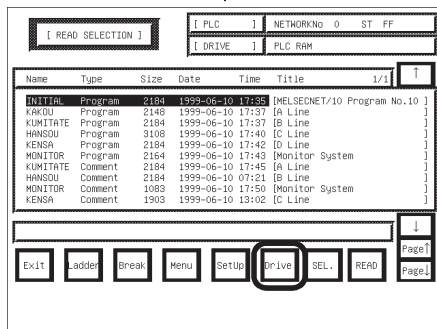 [ READ SELECTION ]
[ PLC ] NETWORKNo 0 ST FF
[ DRIVE ] PLC RAM
Name Type Size Date Time Title 1/1 ↑
INITIAL Program 2184 1999-06-10 17:35 [MELSECNET/10 Program No.10 ]
KAKOU Program 2148 1999-06-10 17:37 [A Line ]
KUMITATE Program 2184 1999-06-10 17:37 [B Line ]
HANSOU Program 3108 1999-06-10 17:40 [C Line ]
KENSA Program 2184 1999-06-10 17:42 [D Line ]
MONITOR Program 2164 1999-06-10 17:43 [Monitor System ]
KUMITATE Comment 2184 1999-06-10 17:45 [A Line ]
HANSOU Comment 2184 1999-06-10 07:21 [B Line ]
MONITOR Comment 1083 1999-06-10 17:50 [Monitor System ]
KENSA Comment 1903 1999-06-10 13:02 [C Line ]
↓
Page↑
Exit Ladder Break Menu SetUp Drive SEL. READ Page↓